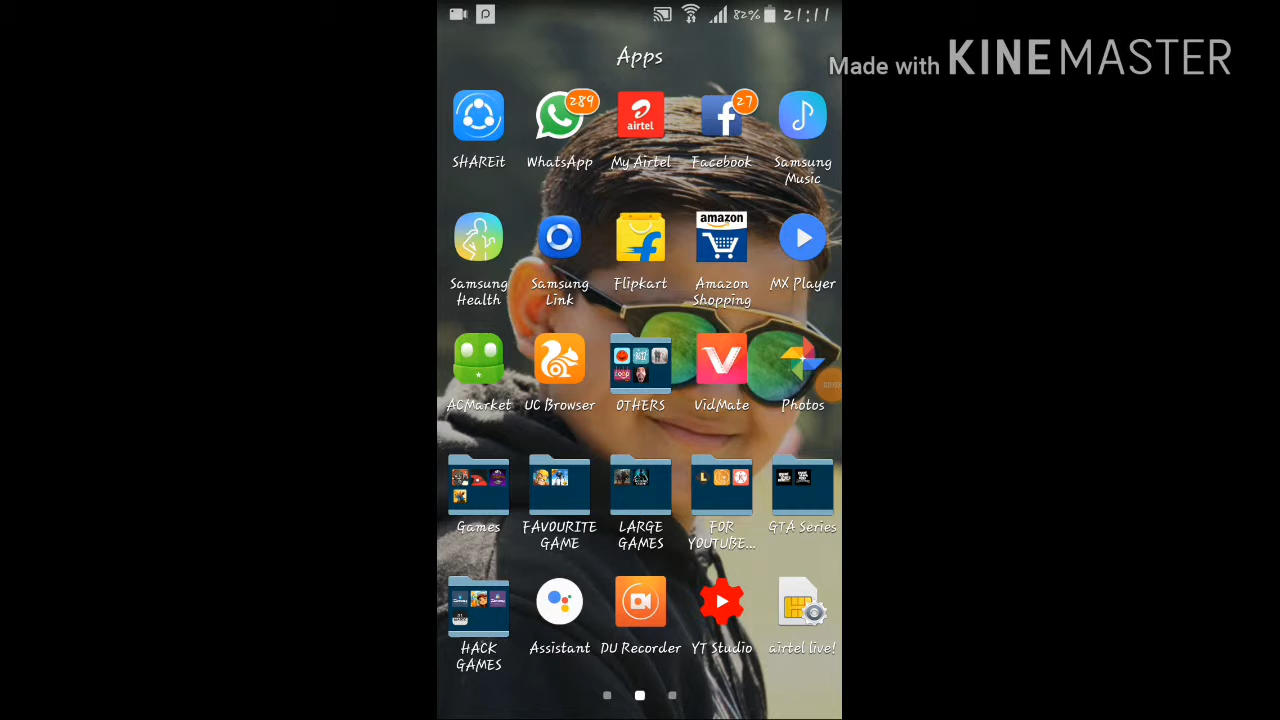 82% 21:11
Apps
Made with KINEMASTER
289
27
airtel
SHAREit WhatsApp My Airtel Facebook Samsung
Music
amazon
Samsung Samsung Flipkart Amazon MX Player
Health Link Shopping
ACMarket UC Browser OTHERS VidMate Photos
Games FAVOURITE LARGE FOR GTA Series
GAME GAMES YOUTUBE...
HACK Assistant DU Recorder YT Studio airtel live!
GAMES